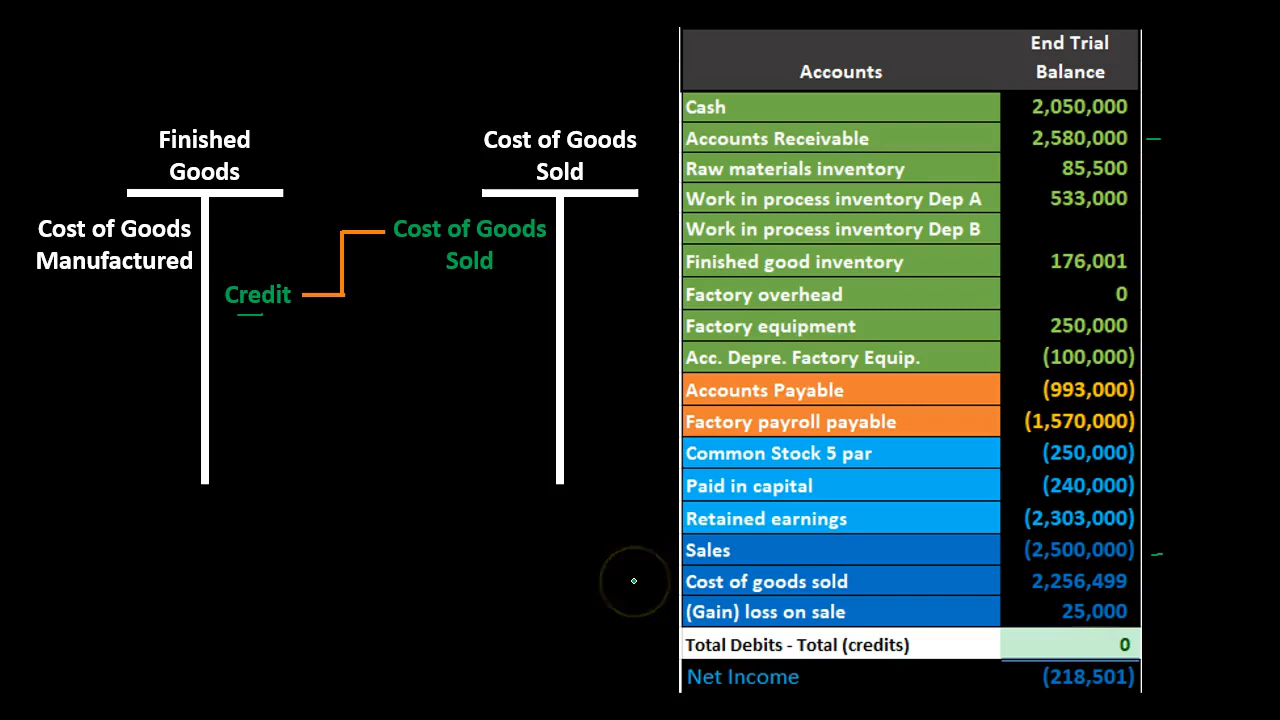 Finished
Goods
Cost of Goods
Manufactured
Credit
Cost of Goods
Sold
Cost of Goods
Sold
Accounts End Trial Balance
Cash 2,050,000
Accounts Receivable 2,580,000
Raw materials inventory 85,500
Work in process inventory Dep A 533,000
Work in process inventory Dep B
Finished good inventory 176,001
Factory overhead 0
Factory equipment 250,000
Acc. Depre. Factory Equip. (100,000)
Accounts Payable (993,000)
Factory payroll payable (1,570,000)
Common Stock 5 par (250,000)
Paid in capital (240,000)
Retained earnings (2,303,000)
Sales (2,500,000)
Cost of goods sold 2,256,499
(Gain) loss on sale 25,000
Total Debits - Total (credits) 0
Net Income (218,501)